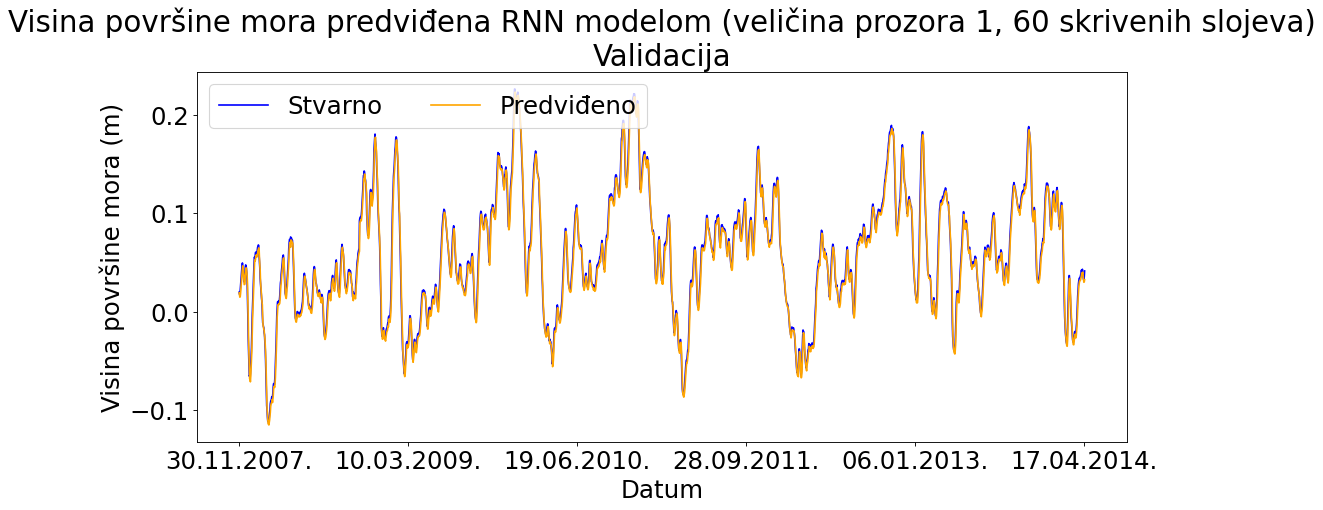 Visina površine mora predviđena RNN modelom (veličina prozora 1, 60 skrivenih slojeva)
Validacija
Stvarno Predviđeno
Visina površine mora (m)
0.2
0.1
0.0
−0.1
30.11.2007. 10.03.2009. 19.06.2010. 28.09.2011. 06.01.2013. 17.04.2014.
Datum